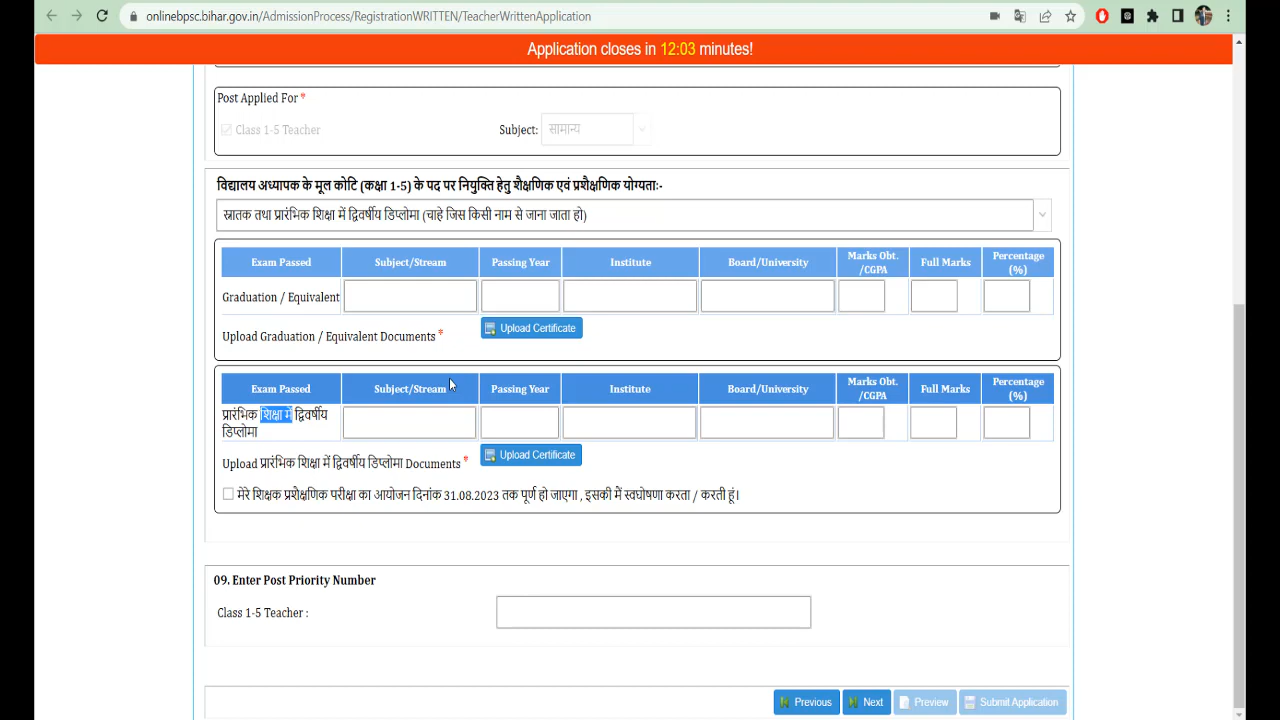 onlinebpsc.bihar.gov.in/AdmissionProcess/RegistrationWRITTEN/TeacherWrittenApplication
Application closes in 12:03 minutes!
Post Applied For *
Class 1-5 Teacher Subject: सामान्य
विद्यालय अध्यापक के मूल कोटि (कक्षा 1-5) के पद पर नियुक्ति हेतु शैक्षणिक एवं प्रशैक्षणिक योग्यताः-
स्नातक तथा प्रारंभिक शिक्षा में द्विवर्षीय डिप्लोमा (चाहे जिस किसी नाम से जाना जाता हो)
Exam Passed Subject/Stream Passing Year Institute Board/University Marks Obt. /CGPA Full Marks Percentage (%)
Graduation / Equivalent
Upload Graduation / Equivalent Documents * Upload Certificate
Exam Passed Subject/Stream Passing Year Institute Board/University Marks Obt. /CGPA Full Marks Percentage (%)
प्रारंभिक शिक्षा में द्विवर्षीय
डिप्लोमा
Upload प्रारंभिक शिक्षा में द्विवर्षीय डिप्लोमा Documents * Upload Certificate
मेरे शिक्षक प्रशैक्षणिक परीक्षा का आयोजन दिनांक 31.08.2023 तक पूर्ण हो जाएगा , इसकी मैं स्वघोषणा करता / करती हूं।
09. Enter Post Priority Number
Class 1-5 Teacher :
Previous Next Preview Submit Application